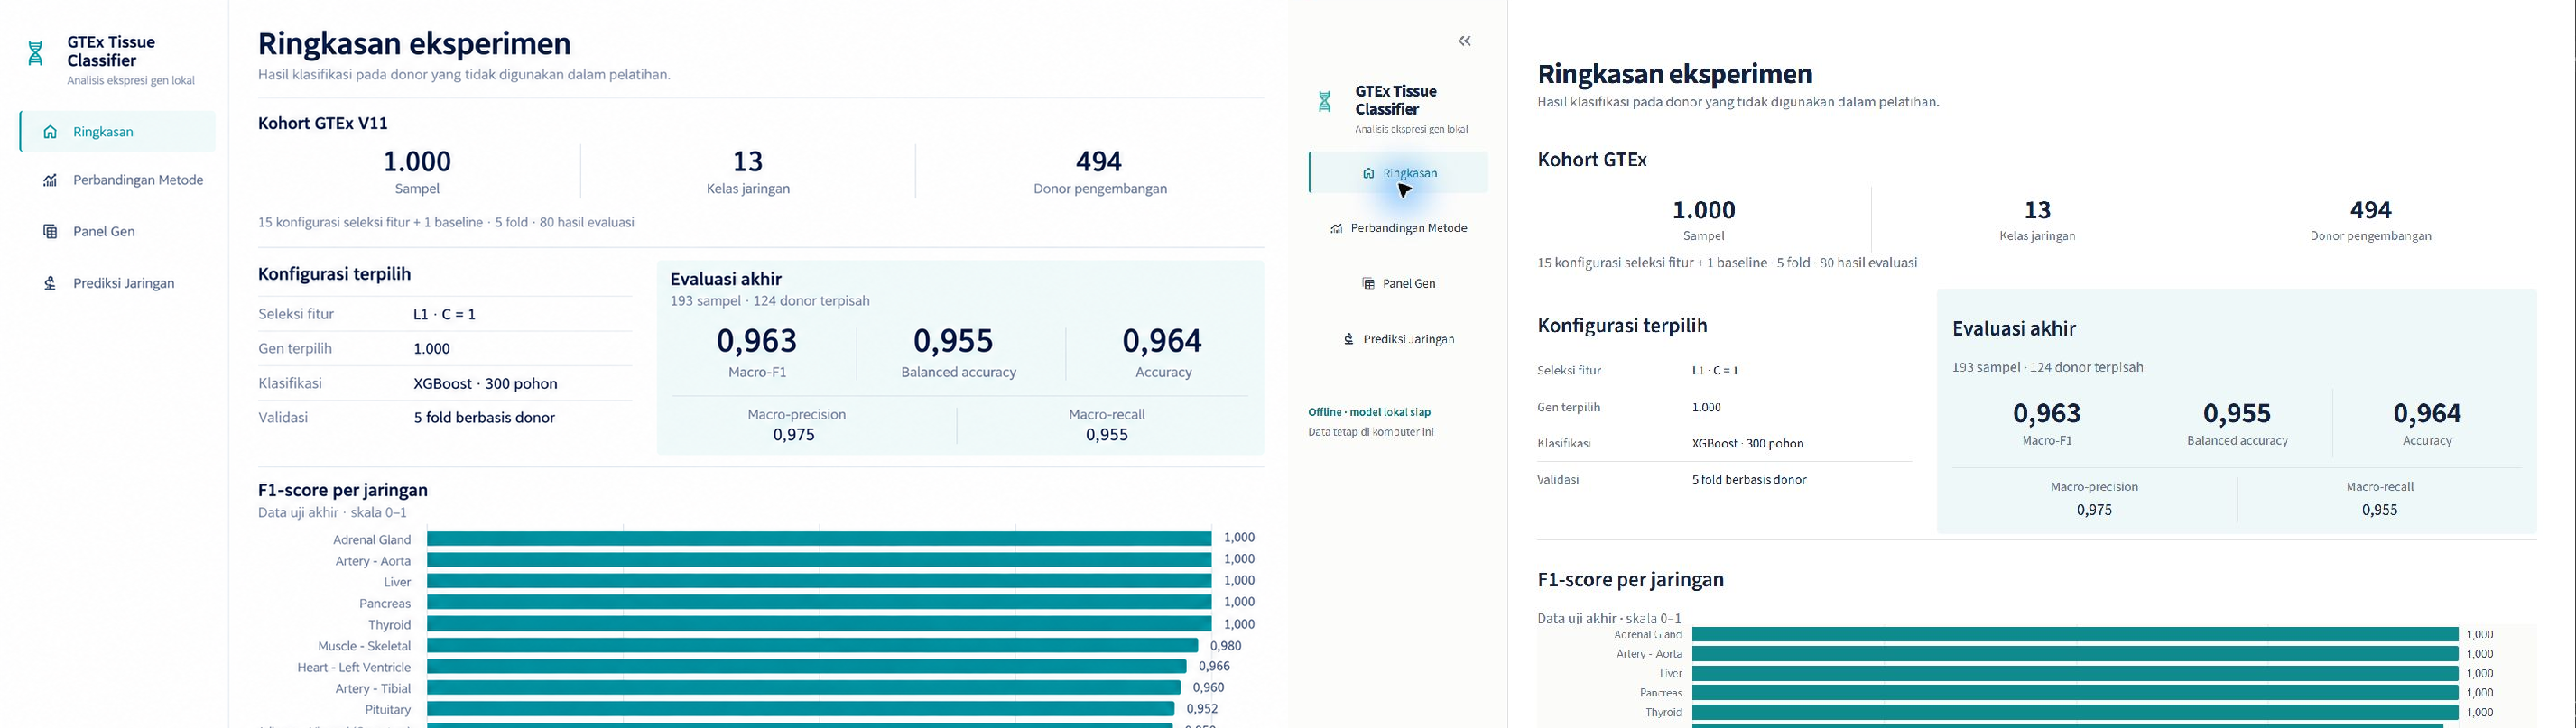 GTEx Tissue
Classifier
Analisis ekspresi gen lokal
Ringkasan
Perbandingan Metode
Panel Gen
Prediksi Jaringan
Ringkasan eksperimen
Hasil klasifikasi pada donor yang tidak digunakan dalam pelatihan.
Kohort GTEx V11
1.000 13 494
Sampel Kelas jaringan Donor pengembangan
15 konfigurasi seleksi fitur + 1 baseline · 5 fold · 80 hasil evaluasi
Konfigurasi terpilih
Seleksi fitur L1 · C = 1
Gen terpilih 1.000
Klasifikasi XGBoost · 300 pohon
Validasi 5 fold berbasis donor
Evaluasi akhir
193 sampel · 124 donor terpisah
0,963 0,955 0,964
Macro-F1 Balanced accuracy Accuracy
Macro-precision Macro-recall
0,975 0,955
F1-score per jaringan
Data uji akhir · skala 0–1
Adrenal Gland 1,000
Artery - Aorta 1,000
Liver 1,000
Pancreas 1,000
Thyroid 1,000
Muscle - Skeletal 0,980
Heart - Left Ventricle 0,966
Artery - Tibial 0,960
Pituitary 0,952
«
GTEx Tissue
Classifier
Analisis ekspresi gen lokal
Ringkasan
Perbandingan Metode
Panel Gen
Prediksi Jaringan
Offline · model lokal siap
Data tetap di komputer ini
Ringkasan eksperimen
Hasil klasifikasi pada donor yang tidak digunakan dalam pelatihan.
Kohort GTEx
1.000 13 494
Sampel Kelas jaringan Donor pengembangan
15 konfigurasi seleksi fitur + 1 baseline · 5 fold · 80 hasil evaluasi
Konfigurasi terpilih
Seleksi fitur L1 · C = 1
Gen terpilih 1.000
Klasifikasi XGBoost · 300 pohon
Validasi 5 fold berbasis donor
Evaluasi akhir
193 sampel · 124 donor terpisah
0,963 0,955 0,964
Macro-F1 Balanced accuracy Accuracy
Macro-precision Macro-recall
0,975 0,955
F1-score per jaringan
Data uji akhir · skala 0–1
Adrenal Gland 1,000
Artery - Aorta 1,000
Liver 1,000
Pancreas 1,000
Thyroid 1,000